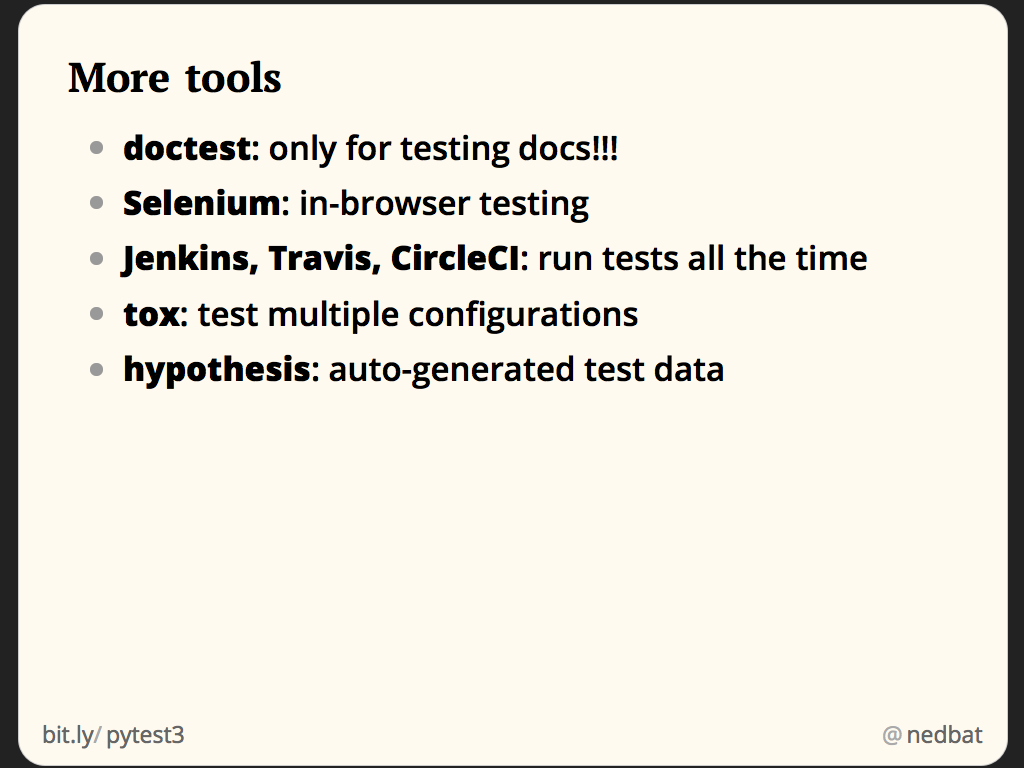 More tools
doctest: only for testing docs!!!
Selenium: in-browser testing
Jenkins, Travis, CircleCI: run tests all the time
tox: test multiple configurations
hypothesis: auto-generated test data
bit.ly/pytest3
@nedbat